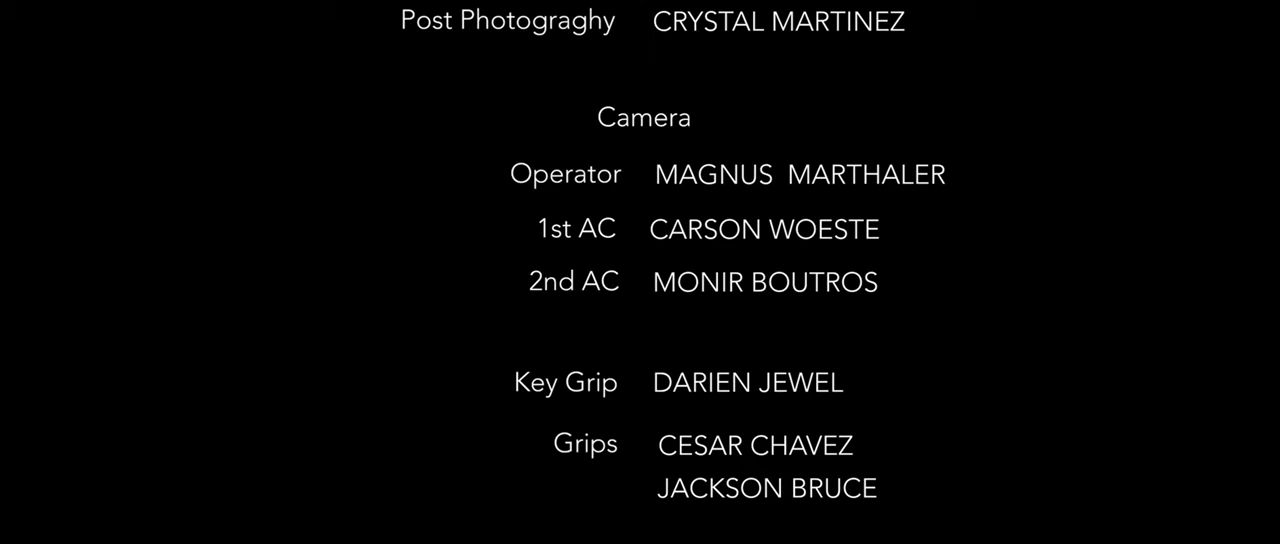 Post Photograghy CRYSTAL MARTINEZ
Camera
Operator MAGNUS MARTHALER
1st AC CARSON WOESTE
2nd AC MONIR BOUTROS
Key Grip DARIEN JEWEL
Grips CESAR CHAVEZ
JACKSON BRUCE